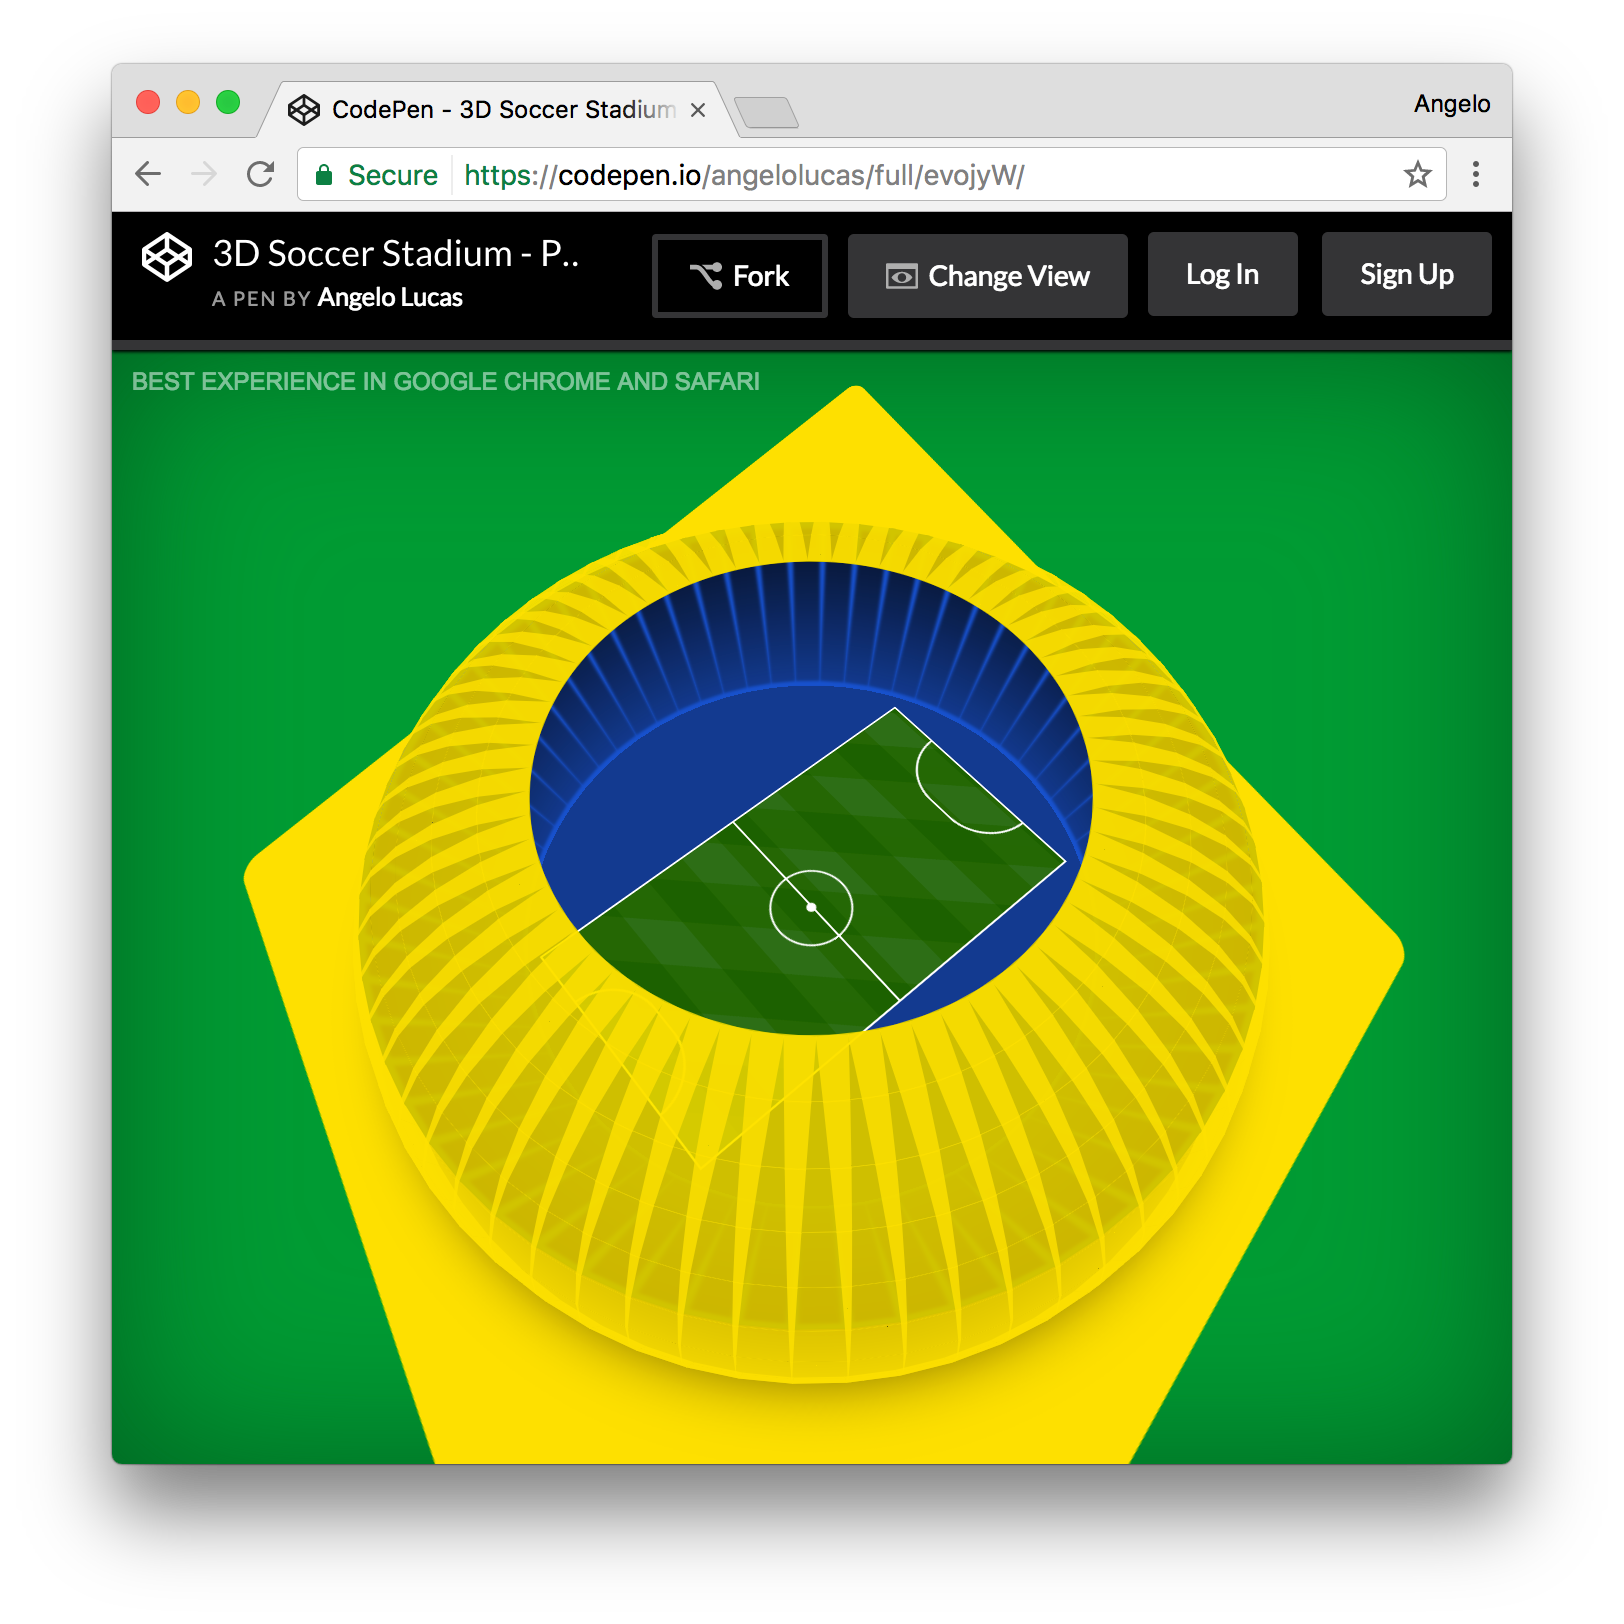 CodePen - 3D Soccer Stadium
Angelo
Secure https://codepen.io/angelolucas/full/evojyW/
3D Soccer Stadium - P..
A PEN BY Angelo Lucas
Fork
Change View
Log In
Sign Up
BEST EXPERIENCE IN GOOGLE CHROME AND SAFARI